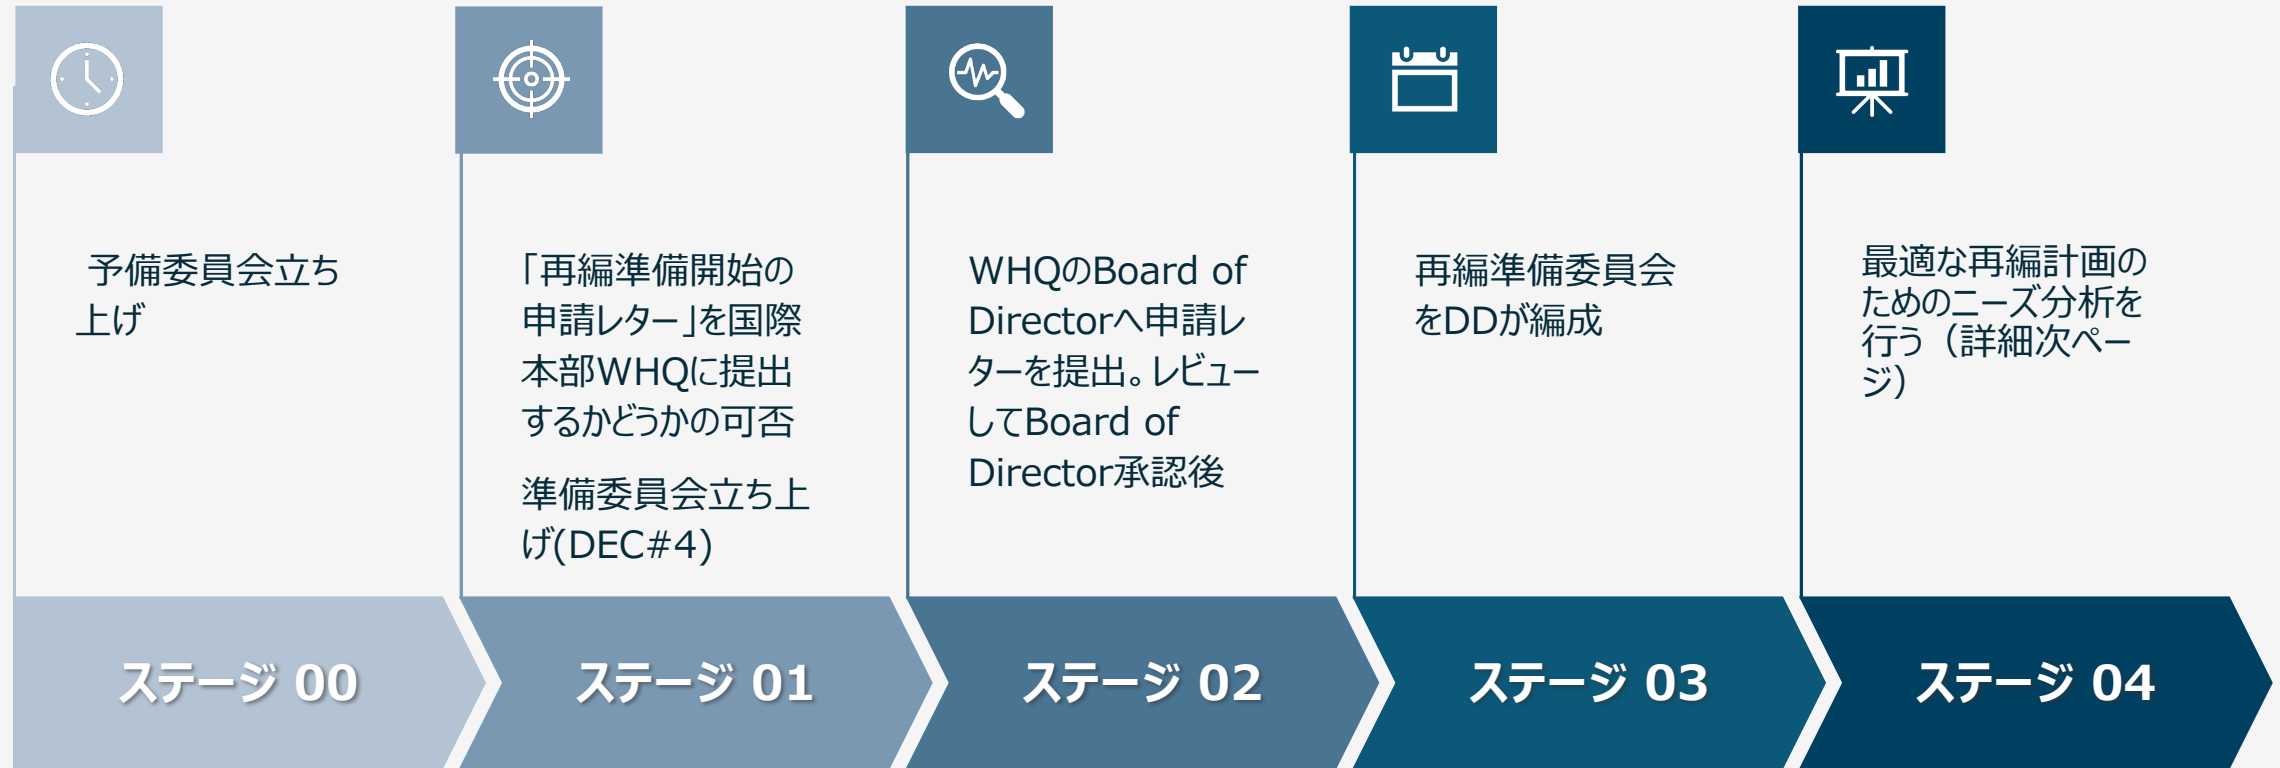 予備委員会立ち
上げ
「再編準備開始の
申請レター」を国際
本部WHQに提出
するかどうかの可否
準備委員会立ち上
げ(DEC#4)
WHQのBoard of
Directorへ申請レ
ターを提出。レビュー
してBoard of
Director承認後
再編準備委員会
をDDが編成
最適な再編計画の
ためのニーズ分析を
行う（詳細次ペー
ジ）
ステージ 00
ステージ 01
ステージ 02
ステージ 03
ステージ 04